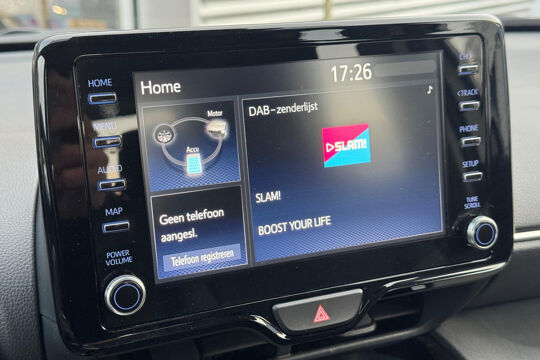 Home
17:26
HOME
MENU
AUDIO
MAP
POWER
VOLUME
Motor
Accu
Geen telefoon
aangesl.
Telefoon registreren
DAB-zenderlijst
SLAM!
SLAM!
BOOST YOUR LIFE
<TRACK
PHONE
SETUP
TUNE
SCROLL